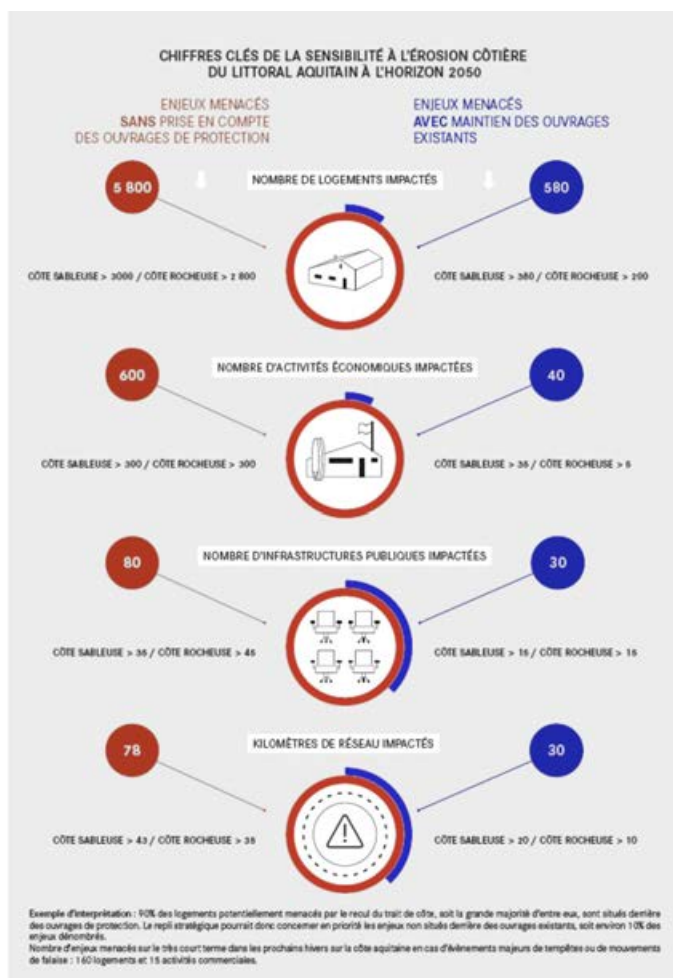 CHIFFRES CLÉS DE LA SENSIBILITÉ À L'ÉROSION CÔTIÈRE
DU LITTORAL AQUITAIN À L'HORIZON 2050
ENJEUX MENACÉS
SANS PRISE EN COMPTE
DES OUVRAGES DE PROTECTION
ENJEUX MENACÉS
AVEC MAINTIEN DES OUVRAGES
EXISTANTS
5 800
NOMBRE DE LOGEMENTS IMPACTÉS
580
CÔTE SABLEUSE > 3000 / CÔTE ROCHEUSE > 2 800
CÔTE SABLEUSE > 380 / CÔTE ROCHEUSE > 200
600
NOMBRE D'ACTIVITÉS ÉCONOMIQUES IMPACTÉES
40
CÔTE SABLEUSE > 300 / CÔTE ROCHEUSE > 300
CÔTE SABLEUSE > 35 / CÔTE ROCHEUSE > 5
80
NOMBRE D'INFRASTRUCTURES PUBLIQUES IMPACTÉES
30
CÔTE SABLEUSE > 35 / CÔTE ROCHEUSE > 45
CÔTE SABLEUSE > 15 / CÔTE ROCHEUSE > 15
78
KILOMÈTRES DE RÉSEAU IMPACTÉS
30
CÔTE SABLEUSE > 43 / CÔTE ROCHEUSE > 35
CÔTE SABLEUSE > 20 / CÔTE ROCHEUSE > 10
Exemple d'interprétation : 90% des logements potentiellement menacés par le recul du trait de côte, soit la grande majorité d'entre eux, sont situés derrière
des ouvrages de protection. Le repli stratégique pourrait donc concerner en priorité les enjeux non situés derrière des ouvrages existants, soit environ 10% des
enjeux dénombrés.
Nombre d'enjeux menacés sur le très court terme dans les prochains hivers sur la côte aquitaine en cas d'évènements majeurs de tempêtes ou de mouvements
de falaise : 160 logements et 15 activités commerciales.